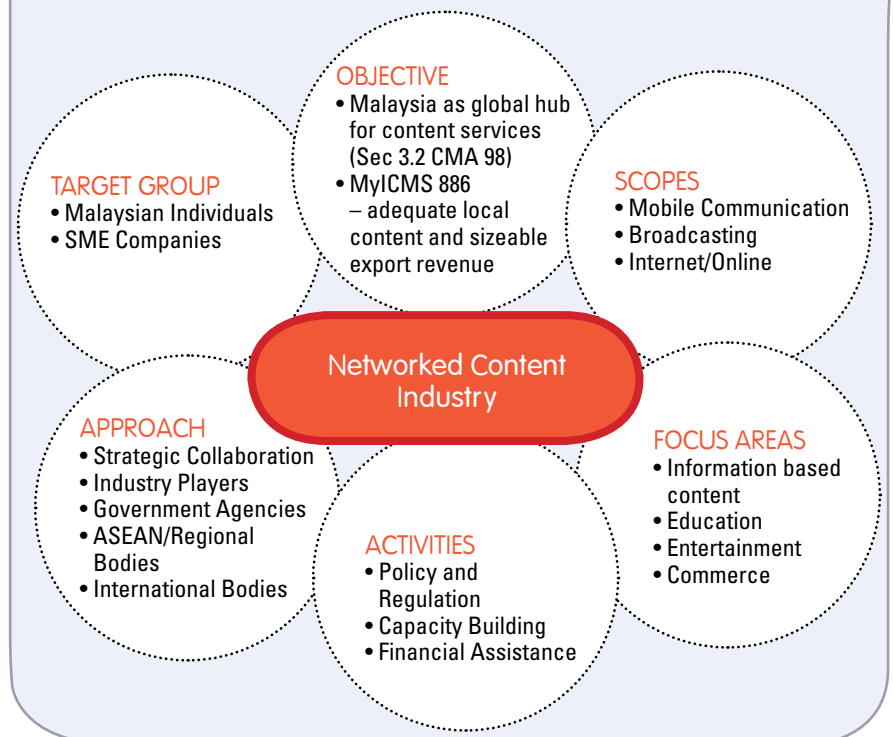 OBJECTIVE
• Malaysia as global hub
for content services
(Sec 3.2 CMA 98)
• MyICMS 886
– adequate local
content and sizeable
export revenue
TARGET GROUP
• Malaysian Individuals
• SME Companies
SCOPES
• Mobile Communication
• Broadcasting
• Internet/Online
Networked Content
Industry
APPROACH
• Strategic Collaboration
• Industry Players
• Government Agencies
• ASEAN/Regional
Bodies
• International Bodies
ACTIVITIES
• Policy and
Regulation
• Capacity Building
• Financial Assistance
FOCUS AREAS
• Information based
content
• Education
• Entertainment
• Commerce